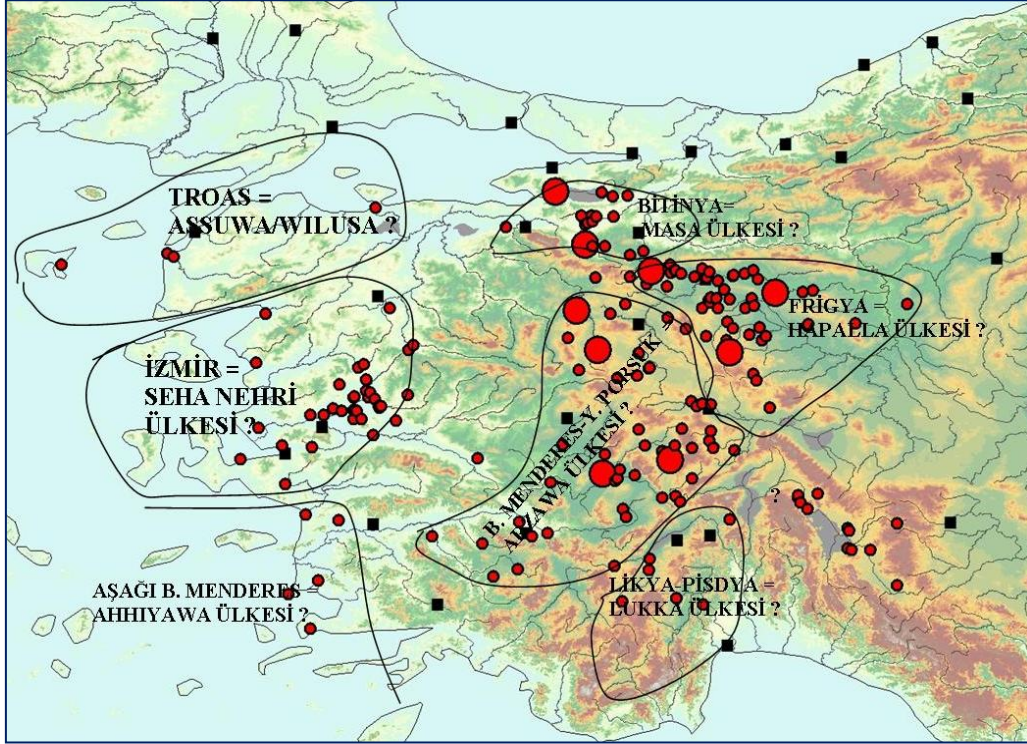 TROAS =
ASSUWA/WILUSA ?
BİTİNYA=
MASA ÜLKESİ ?
FRİGYA =
HAPALLA ÜLKESİ ?
İZMİR =
SEHA NEHRİ
ÜLKESİ ?
B. MENDERES-Y. PORSUK ?
ARZAWA ÜLKESİ ?
?
AŞAĞI B. MENDERES =
AHHIYAWA ÜLKESİ ?
LİKYA-PİSDYA =
LUKKA ÜLKESİ ?